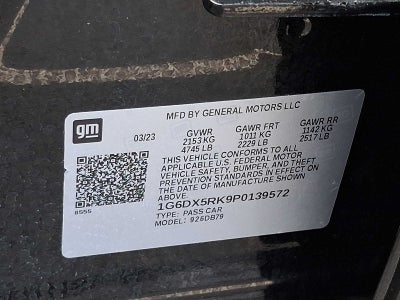 MFD BY GENERAL MOTORS LLC
gm
03/23 GVWR GAWR FRT GAWR RR
2153 KG 1011 KG 1142 KG
4745 LB 2229 LB 2517 LB
THIS VEHICLE CONFORMS TO ALL
APPLICABLE U.S. FEDERAL MOTOR
VEHICLE SAFETY, BUMPER, AND THEFT
PREVENTION STANDARDS IN EFFECT ON
THE DATE OF MANUFACTURE SHOWN
ABOVE.
1G6DX5RK9P0139572
TYPE: PASS CAR
MODEL: 926DB79